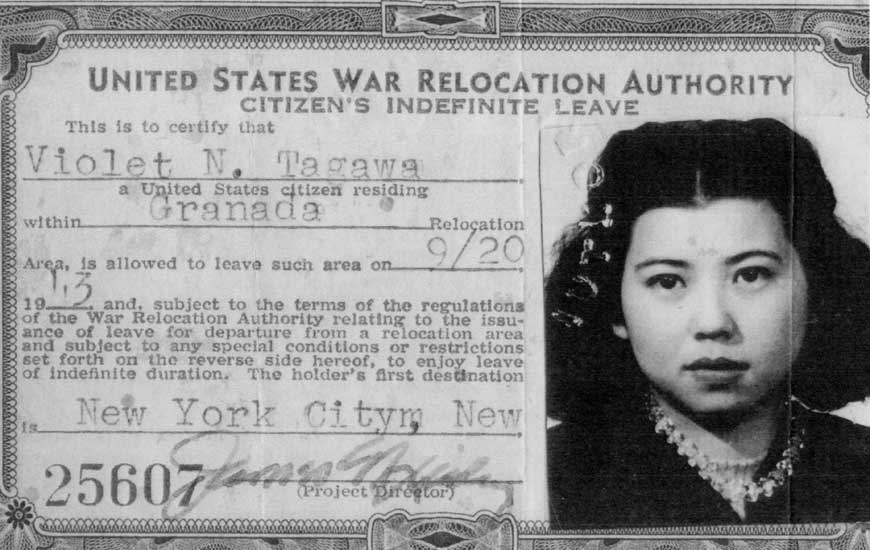 UNITED STATES WAR RELOCATION AUTHORITY
CITIZEN'S INDEFINITE LEAVE
This is to certify that
Violet N. Tagawa
a United States citizen residing
within Granada Relocation
Area, is allowed to leave such area on 9/20,
1943 and, subject to the terms of the regulations
of the War Relocation Authority relating to the issu-
ance of leave for departure from a relocation area
and subject to any special conditions or restrictions
set forth on the reverse side hereof, to enjoy leave
of indefinite duration. The holder's first destination
is New York Citym, New
25607
(Project Director)